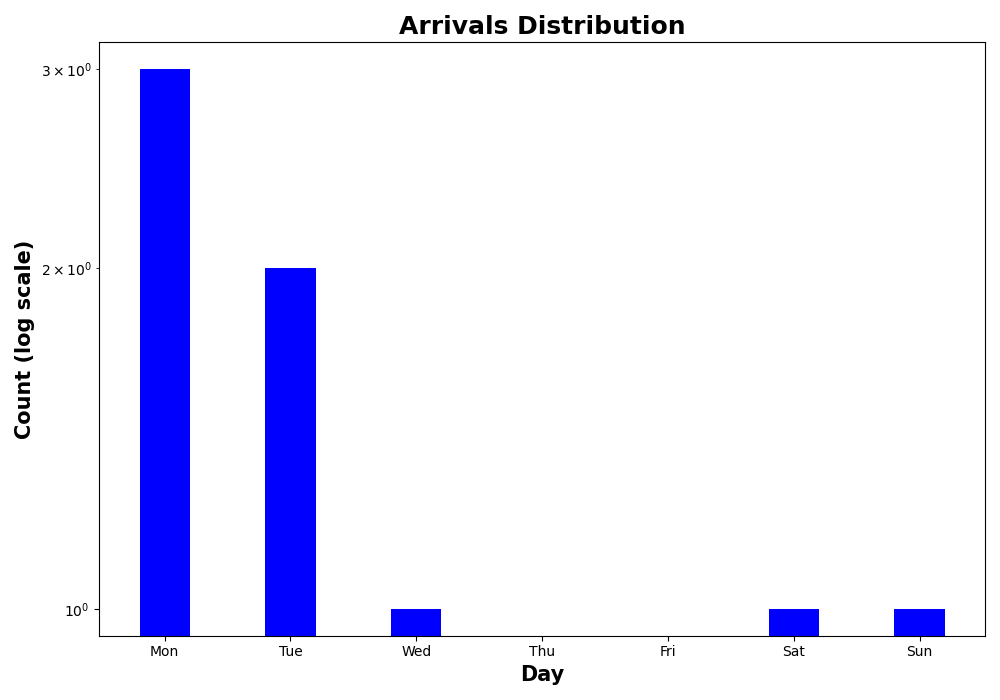 Arrivals Distribution
3 × 10⁰
2 × 10⁰
10⁰
Count (log scale)
Mon Tue Wed Thu Fri Sat Sun
Day